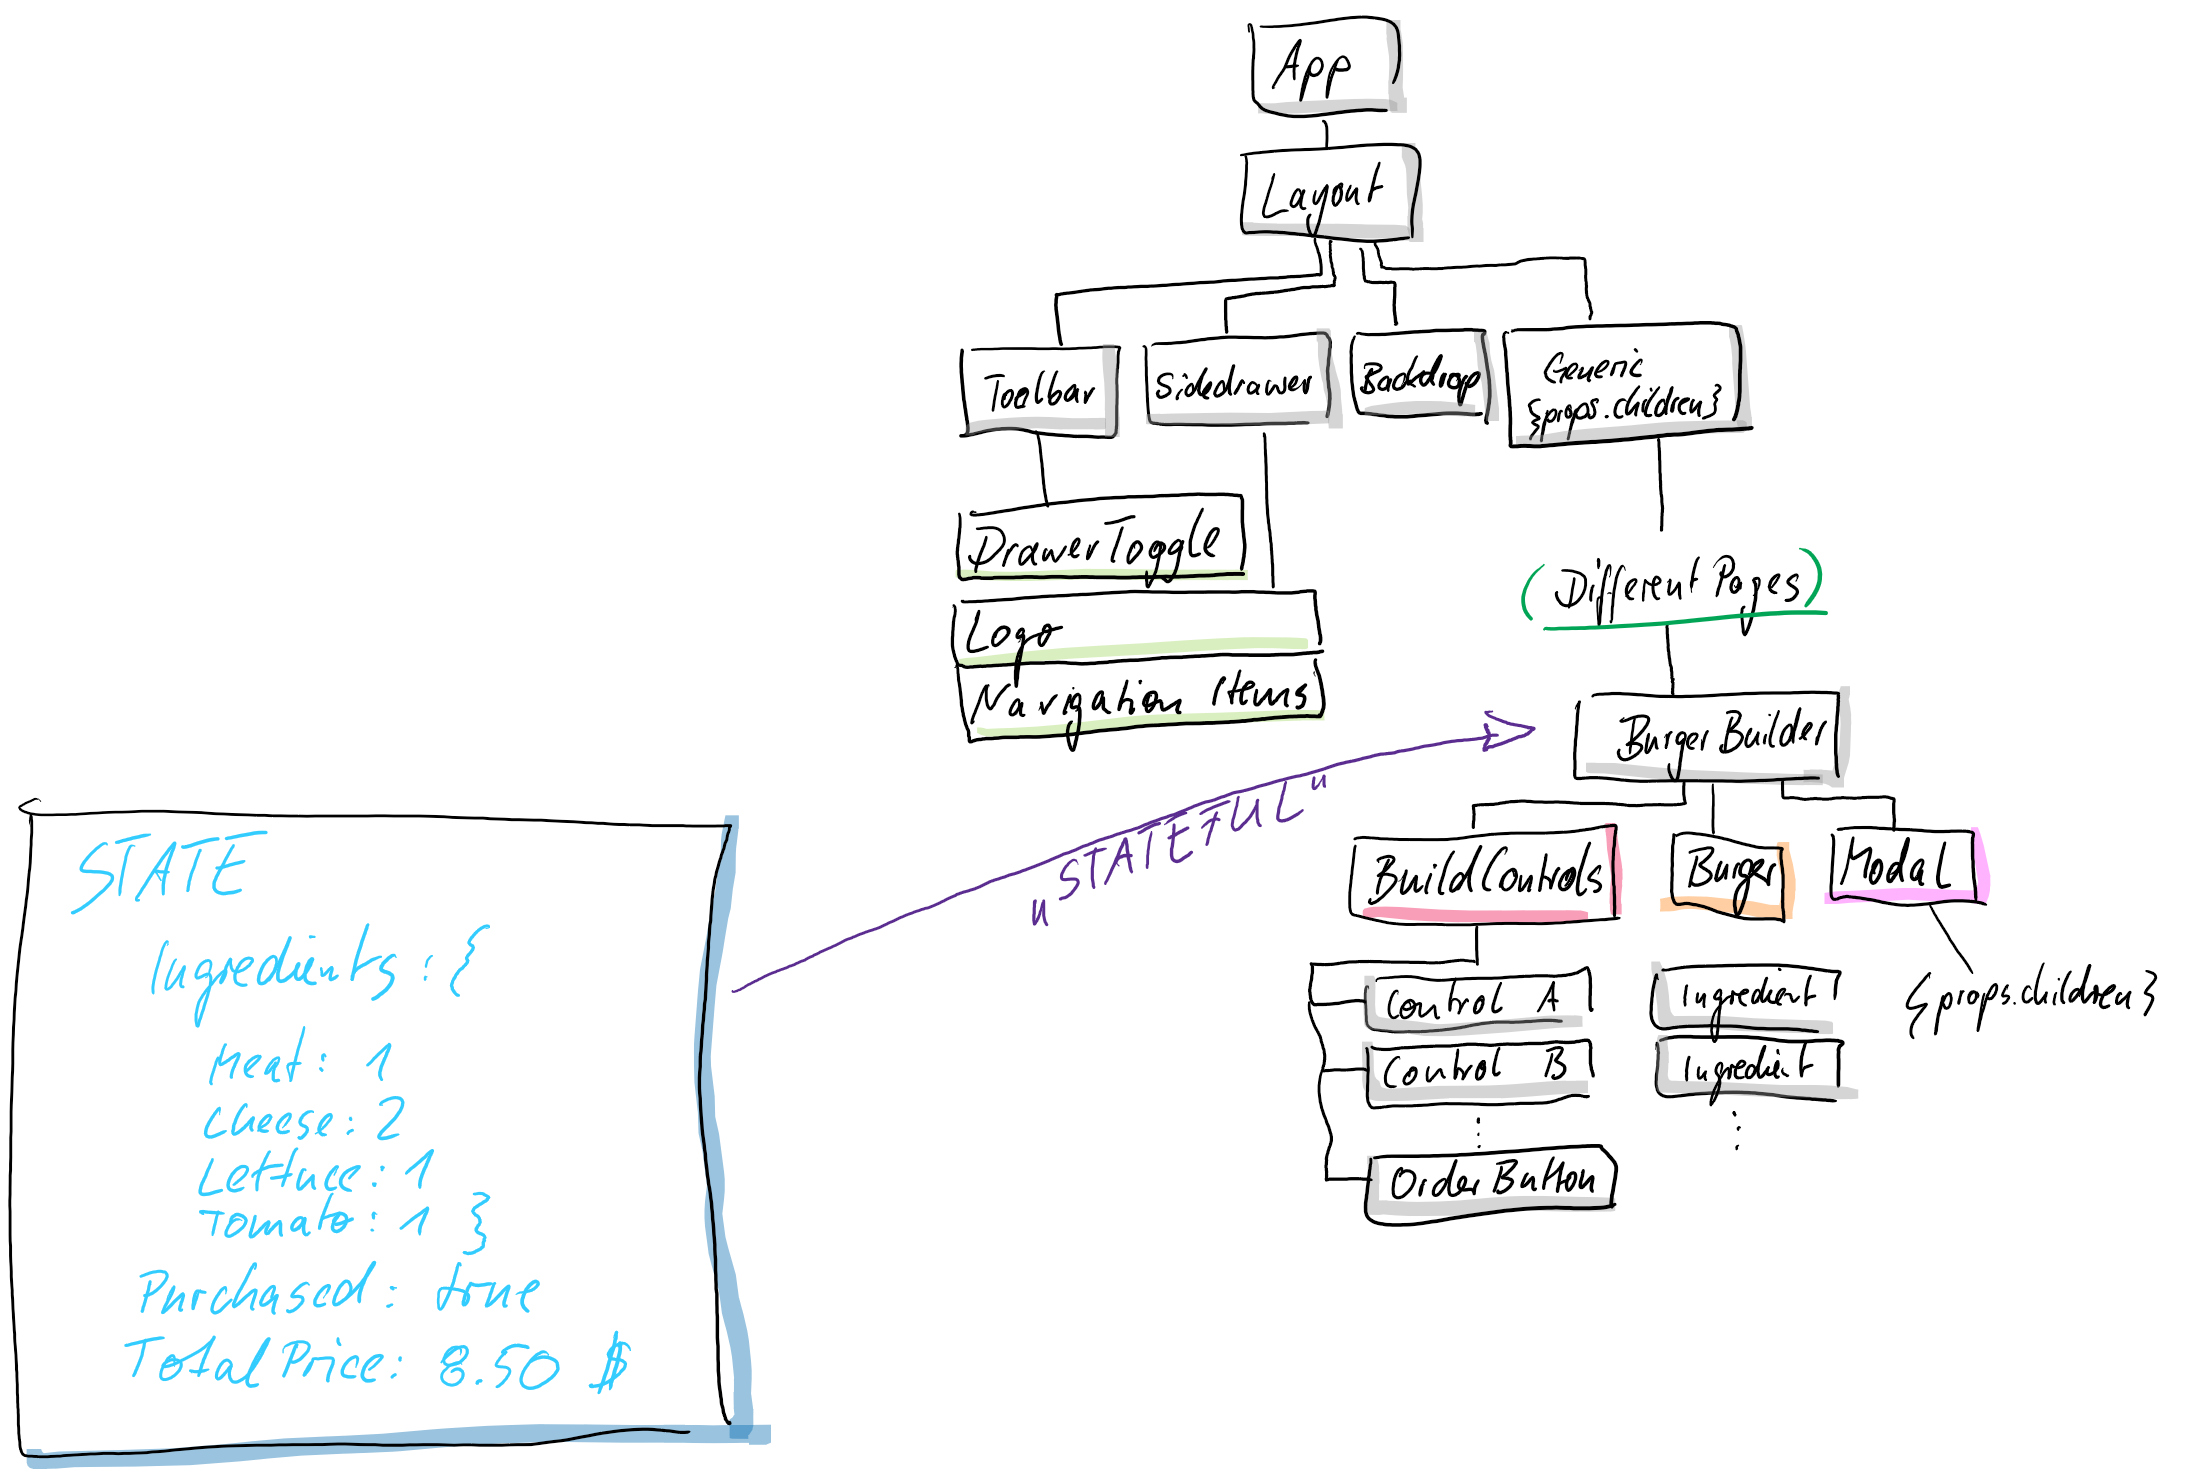 App
Layout
Toolbar
Sidedrawer
Backdrop
Generic
{props.children}
DrawerToggle
Logo
Navigation Items
(Different Pages)
Burger Builder
BuildControls
Burger
Modal
Control A
Control B
⋮
OrderButton
Ingredient
Ingredient
⋮
{props.children}
"STATEFUL"
STATE
Ingredients: {
Meat: 1
Cheese: 2
Lettuce: 1
Tomato: 1 }
Purchased: true
Total Price: 8.50 $